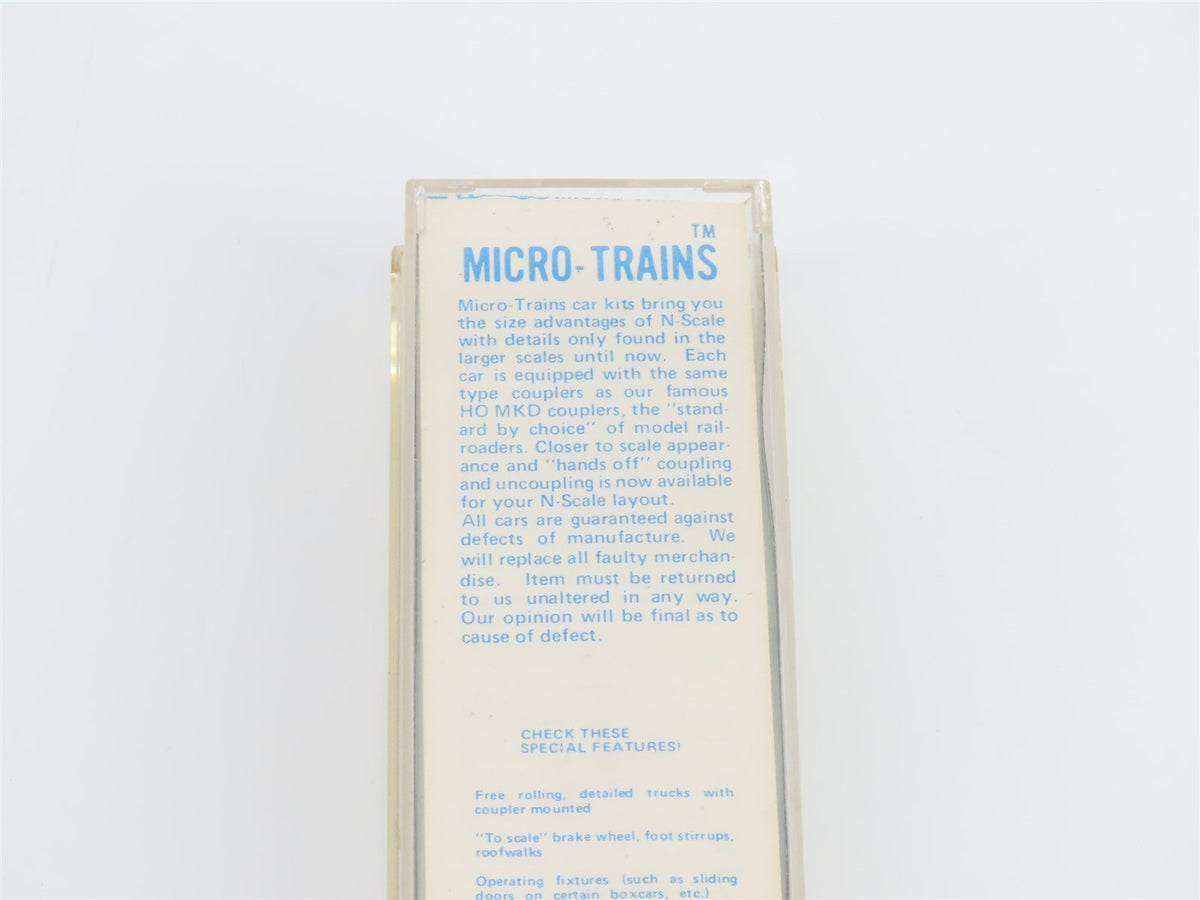 TM
MICRO-TRAINS
Micro-Trains car kits bring you
the size advantages of N-Scale
with details only found in the
larger scales until now. Each
car is equipped with the same
type couplers as our famous
HO MKD couplers, the "stand-
ard by choice" of model rail-
roaders. Closer to scale appear-
ance and "hands off" coupling
and uncoupling is now available
for your N-Scale layout.
All cars are guaranteed against
defects of manufacture. We
will replace all faulty merchan-
dise. Item must be returned
to us unaltered in any way.
Our opinion will be final as to
cause of defect.
CHECK THESE
SPECIAL FEATURES!
Free rolling, detailed trucks with
coupler mounted
"To scale" brake wheel, foot stirrups,
roofwalks
Operating fixtures (such as sliding
doors on certain boxcars, etc.)